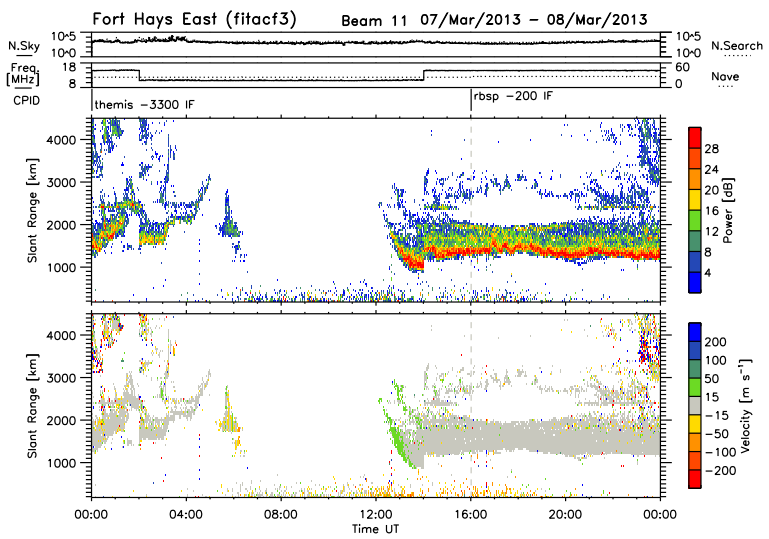 Fort Hays East (fitacf3) Beam 11 07/Mar/2013 − 08/Mar/2013
N.Sky 10^5 10^0 10^5 10^0 N.Search
Freq. [MHz] 18 8 60 0 Nave
CPID themis −3300 IF rbsp −200 IF
Slant Range [km]
4000
3000
2000
1000
28
24
20
16
12
8
4
Power [dB]
Slant Range [km]
4000
3000
2000
1000
200
100
50
15
−15
−50
−100
−200
Velocity [m s⁻¹]
00:00 04:00 08:00 12:00 16:00 20:00 00:00
Time UT